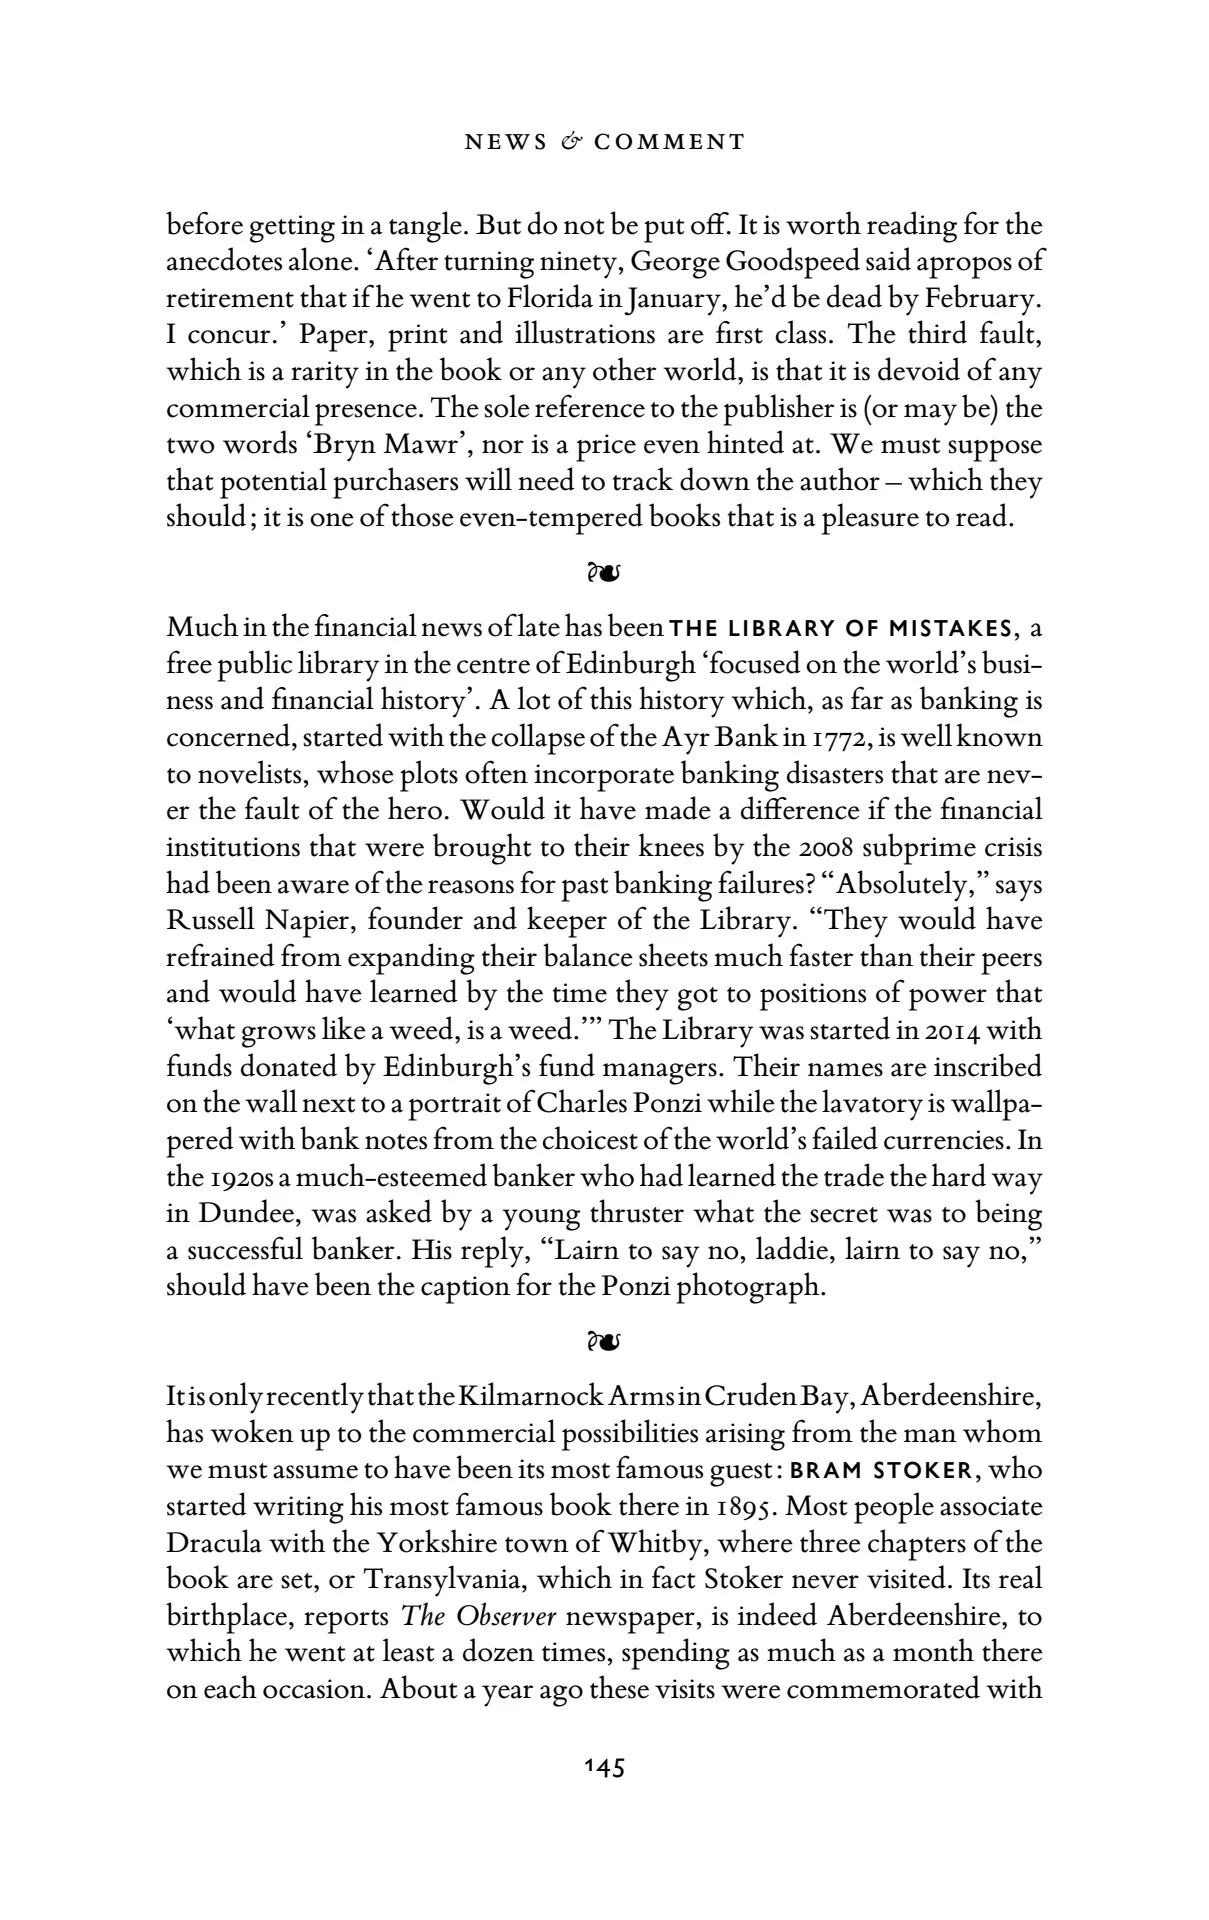 NEWS & COMMENT
before getting in a tangle. But do not be put off. It is worth reading for the
anecdotes alone. ‘After turning ninety, George Goodspeed said apropos of
retirement that if he went to Florida in January, he’d be dead by February.
I concur.’ Paper, print and illustrations are first class. The third fault,
which is a rarity in the book or any other world, is that it is devoid of any
commercial presence. The sole reference to the publisher is (or may be) the
two words ‘Bryn Mawr’, nor is a price even hinted at. We must suppose
that potential purchasers will need to track down the author – which they
should; it is one of those even-tempered books that is a pleasure to read.
❧
Much in the financial news of late has been THE LIBRARY OF MISTAKES, a
free public library in the centre of Edinburgh ‘focused on the world’s busi-
ness and financial history’. A lot of this history which, as far as banking is
concerned, started with the collapse of the Ayr Bank in 1772, is well known
to novelists, whose plots often incorporate banking disasters that are nev-
er the fault of the hero. Would it have made a difference if the financial
institutions that were brought to their knees by the 2008 subprime crisis
had been aware of the reasons for past banking failures? “Absolutely,” says
Russell Napier, founder and keeper of the Library. “They would have
refrained from expanding their balance sheets much faster than their peers
and would have learned by the time they got to positions of power that
‘what grows like a weed, is a weed.’” The Library was started in 2014 with
funds donated by Edinburgh’s fund managers. Their names are inscribed
on the wall next to a portrait of Charles Ponzi while the lavatory is wallpa-
pered with bank notes from the choicest of the world’s failed currencies. In
the 1920s a much-esteemed banker who had learned the trade the hard way
in Dundee, was asked by a young thruster what the secret was to being
a successful banker. His reply, “Lairn to say no, laddie, lairn to say no,”
should have been the caption for the Ponzi photograph.
❧
It is only recently that the Kilmarnock Arms in Cruden Bay, Aberdeenshire,
has woken up to the commercial possibilities arising from the man whom
we must assume to have been its most famous guest: BRAM STOKER, who
started writing his most famous book there in 1895. Most people associate
Dracula with the Yorkshire town of Whitby, where three chapters of the
book are set, or Transylvania, which in fact Stoker never visited. Its real
birthplace, reports The Observer newspaper, is indeed Aberdeenshire, to
which he went at least a dozen times, spending as much as a month there
on each occasion. About a year ago these visits were commemorated with
145